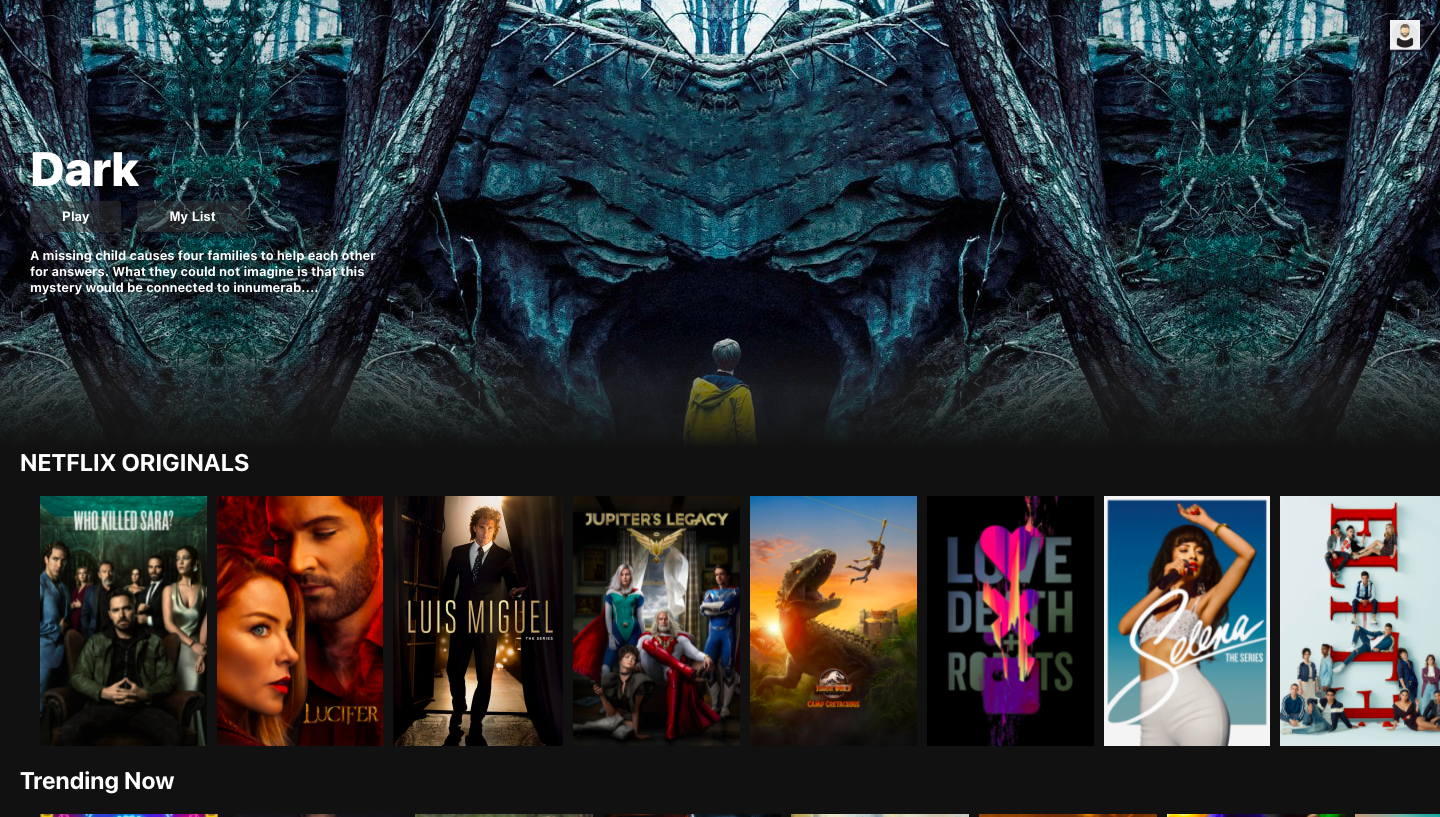 Dark
Play
My List
A missing child causes four families to help each other
for answers. What they could not imagine is that this
mystery would be connected to innumerab....
NETFLIX ORIGINALS
WHO KILLED SARA?
LUCIFER
LUIS MIGUEL
THE SERIES
JUPITER'S LEGACY
JURASSIC WORLD
CAMP CRETACEOUS
LOVE
DEATH
+
ROBOTS
Selena
THE SERIES
ELITE
Trending Now